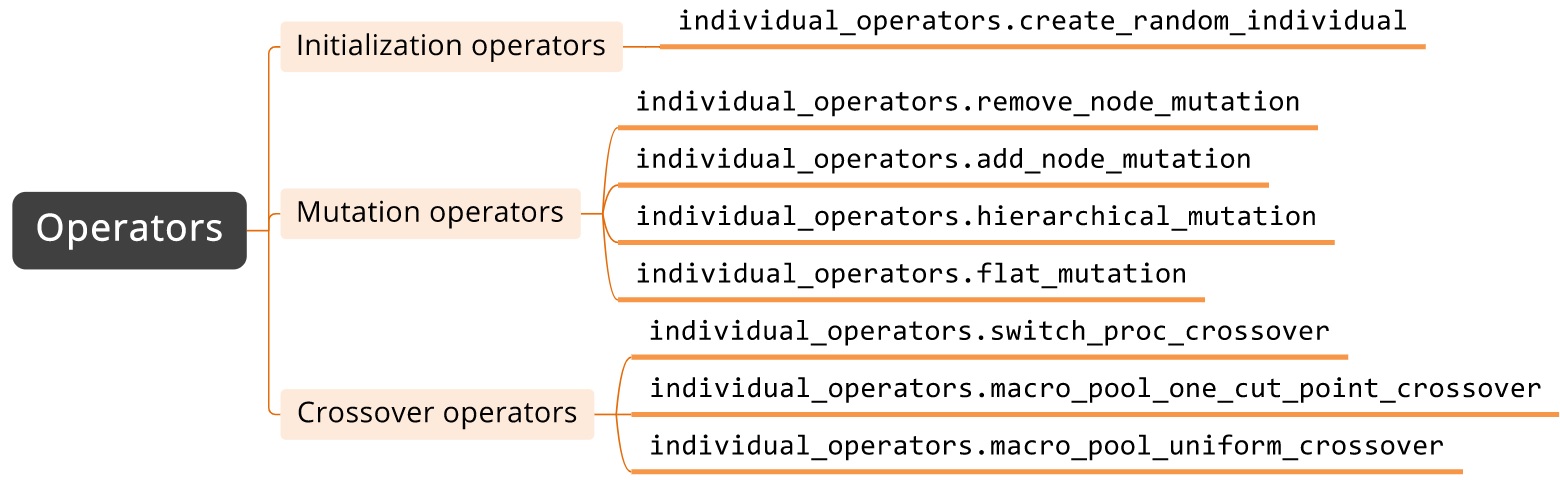 Operators
Initialization operators
individual_operators.create_random_individual
Mutation operators
individual_operators.remove_node_mutation
individual_operators.add_node_mutation
individual_operators.hierarchical_mutation
individual_operators.flat_mutation
Crossover operators
individual_operators.switch_proc_crossover
individual_operators.macro_pool_one_cut_point_crossover
individual_operators.macro_pool_uniform_crossover